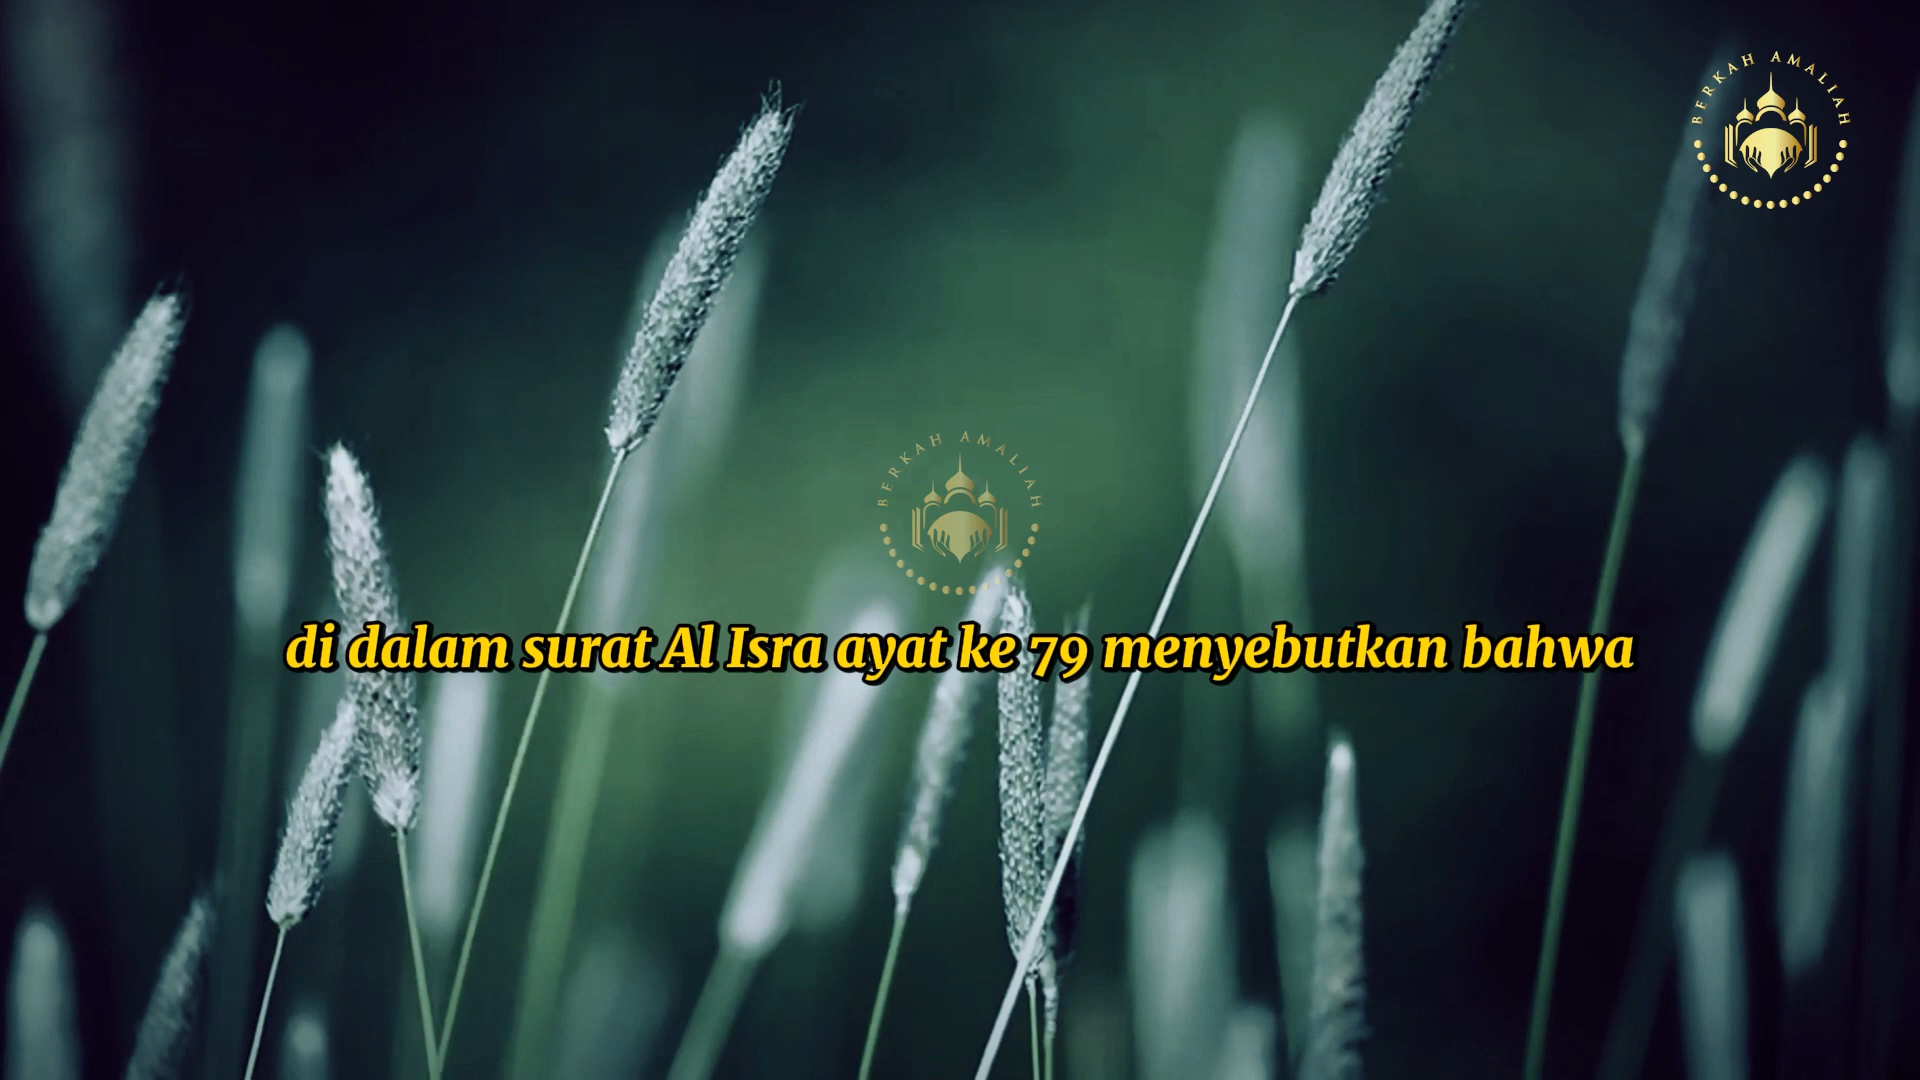 BERKAH AMALIAH
BERKAH AMALIAH
di dalam surat Al Isra ayat ke 79 menyebutkan bahwa